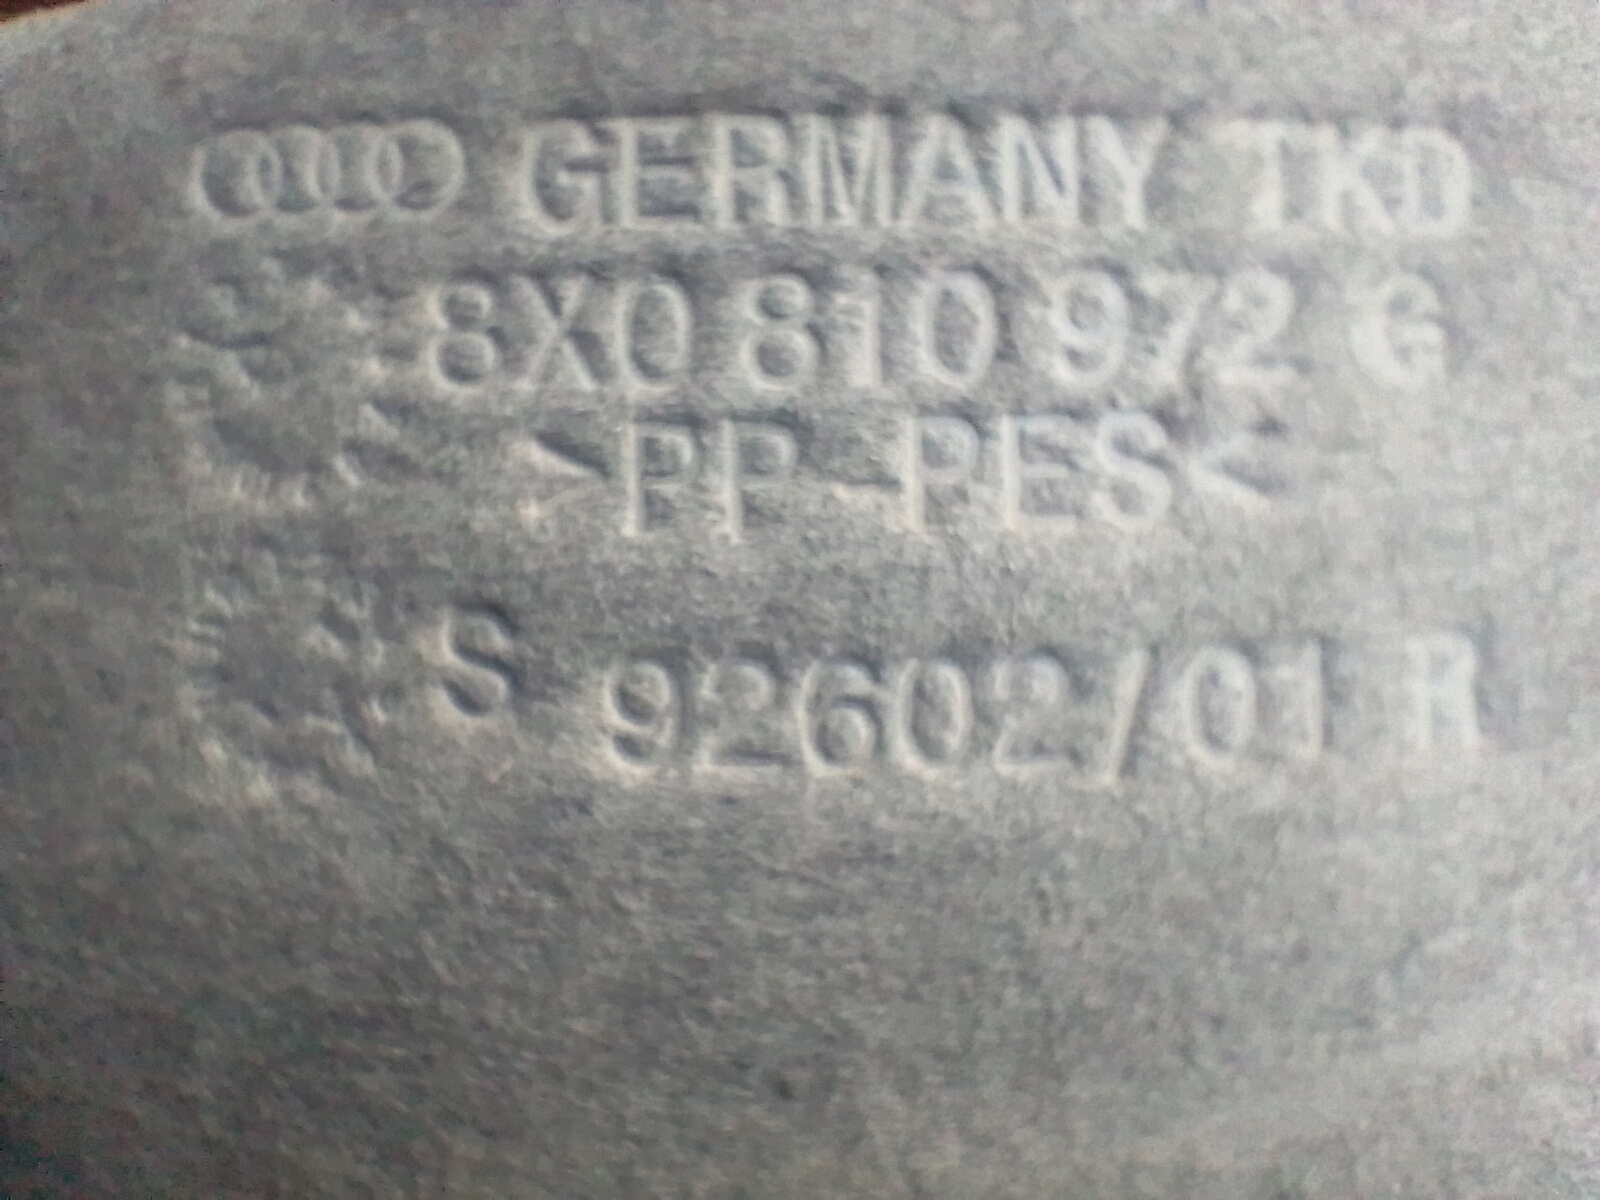 GERMANY TKD
8X0 810 972 G
>PP-PES<
S 92602/01 R